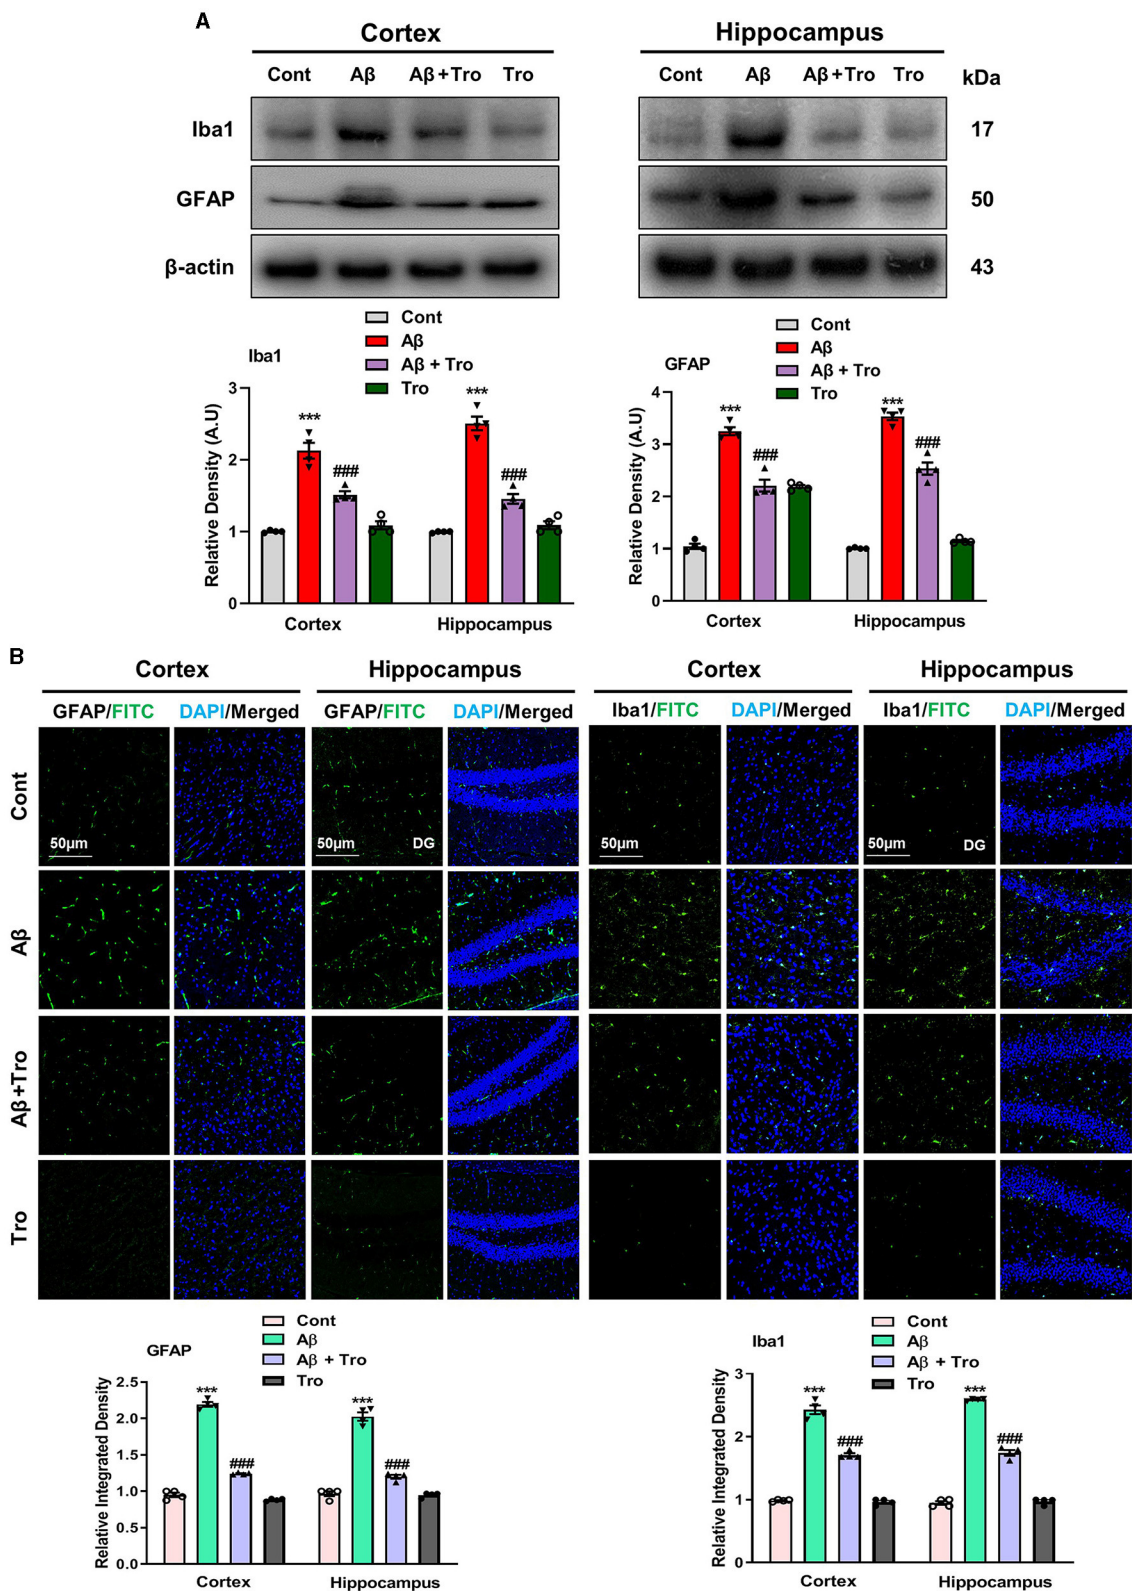 A
Cortex
Hippocampus
Cont Aβ Aβ+Tro Tro
Cont Aβ Aβ+Tro Tro kDa
Iba1
17
GFAP
50
β-actin
43
Cont
Aβ
Aβ + Tro
Tro
Iba1
Relative Density (A.U)
3
2
1
0
***
###
***
###
Cortex
Hippocampus
Cont
Aβ
Aβ + Tro
Tro
GFAP
Relative Density (A.U)
4
3
2
1
0
***
###
***
###
Cortex
Hippocampus
B
Cortex
Hippocampus
Cortex
Hippocampus
GFAP/FITC DAPI/Merged GFAP/FITC DAPI/Merged Iba1/FITC DAPI/Merged Iba1/FITC DAPI/Merged
Cont
50μm
50μm DG
50μm
50μm DG
Aβ
Aβ+Tro
Tro
Cont
Aβ
Aβ + Tro
Tro
GFAP
Relative Integrated Density
2.5
2.0
1.5
1.0
0.5
0.0
***
###
***
###
Cortex
Hippocampus
Cont
Aβ
Aβ + Tro
Tro
Iba1
Relative Integrated Density
3
2
1
0
***
###
***
###
Cortex
Hippocampus